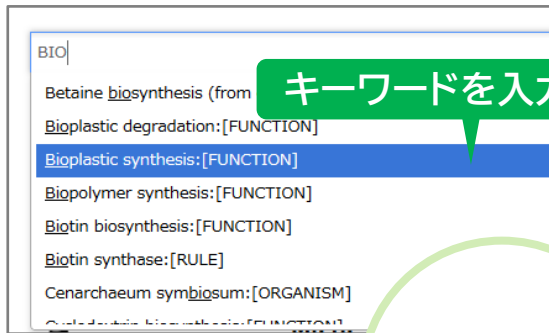 BIO
キーワードを入力
Betaine biosynthesis (from
Bioplastic degradation:[FUNCTION]
Bioplastic synthesis:[FUNCTION]
Biopolymer synthesis:[FUNCTION]
Biotin biosynthesis:[FUNCTION]
Biotin synthase:[RULE]
Cenarchaeum symbiosum:[ORGANISM]